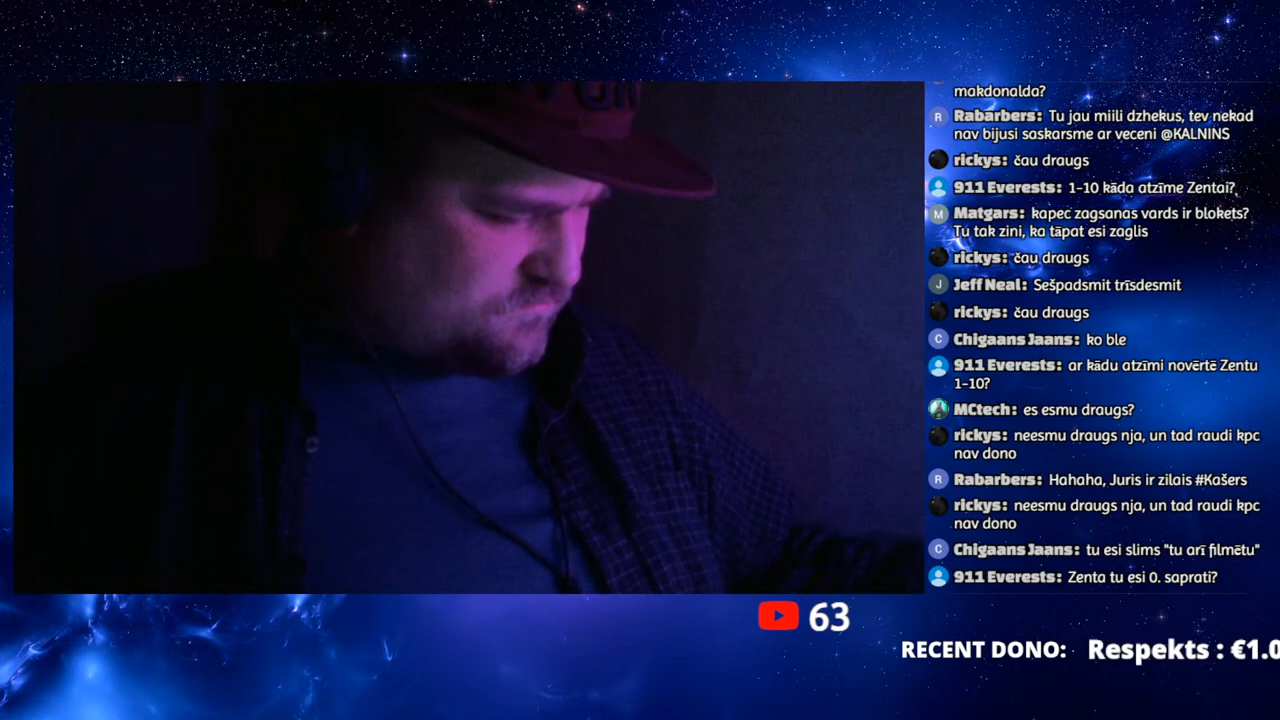 makdonalda?
R Rabarbers: Tu jau miili dzhekus, tev nekad
nav bijusi saskarsme ar veceni @KALNINS
rickys: čau draugs
911 Everests: 1-10 kāda atzīme Zentai?
M Matgars: kapec zagsanas vards ir blokets?
Tu tak zini, ka tāpat esi zaglis
rickys: čau draugs
J Jeff Neal: Sešpadsmit trīsdesmit
rickys: čau draugs
C Chigaans Jaans: ko ble
911 Everests: ar kādu atzīmi novērtē Zentu
1-10?
MCtech: es esmu draugs?
rickys: neesmu draugs nja, un tad raudi kpc
nav dono
R Rabarbers: Hahaha, Juris ir zilais #Kašers
rickys: neesmu draugs nja, un tad raudi kpc
nav dono
C Chigaans Jaans: tu esi slims "tu arī filmētu"
911 Everests: Zenta tu esi 0. saprati?
63
RECENT DONO: Respekts : €1.0